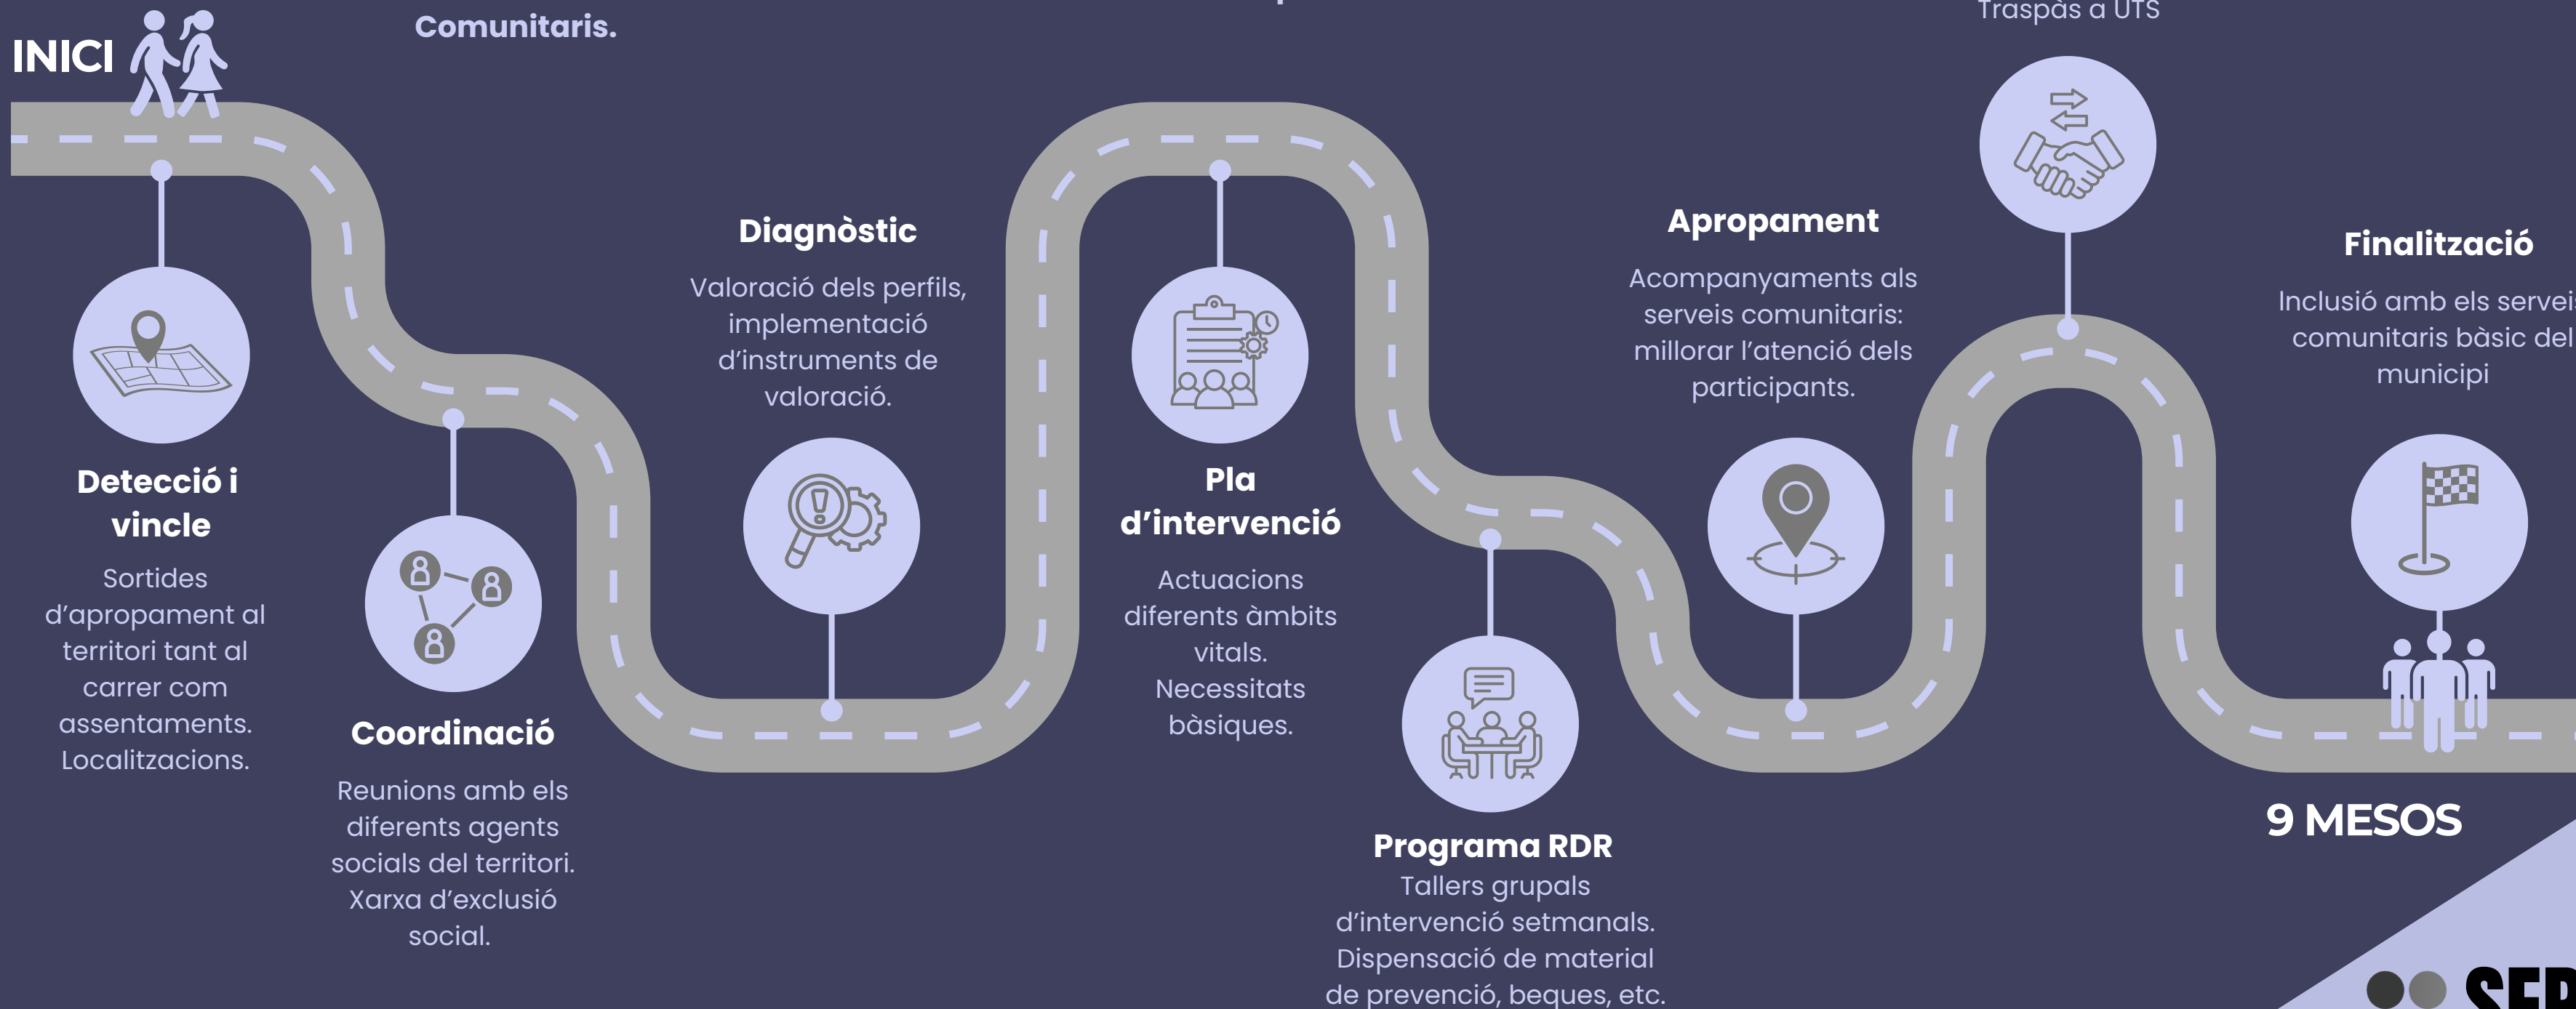 Comunitaris.
Traspàs a UTS
INICI
Detecció i
vincle
Sortides
d’apropament al
territori tant al
carrer com
assentaments.
Localitzacions.
Coordinació
Reunions amb els
diferents agents
socials del territori.
Xarxa d’exclusió
social.
Diagnòstic
Valoració dels perfils,
implementació
d’instruments de
valoració.
Pla
d’intervenció
Actuacions
diferents àmbits
vitals.
Necessitats
bàsiques.
Programa RDR
Tallers grupals
d’intervenció setmanals.
Dispensació de material
de prevenció, beques, etc.
Apropament
Acompanyaments als
serveis comunitaris:
millorar l’atenció dels
participants.
Finalització
Inclusió amb els serveis
comunitaris bàsic del
municipi
9 MESOS